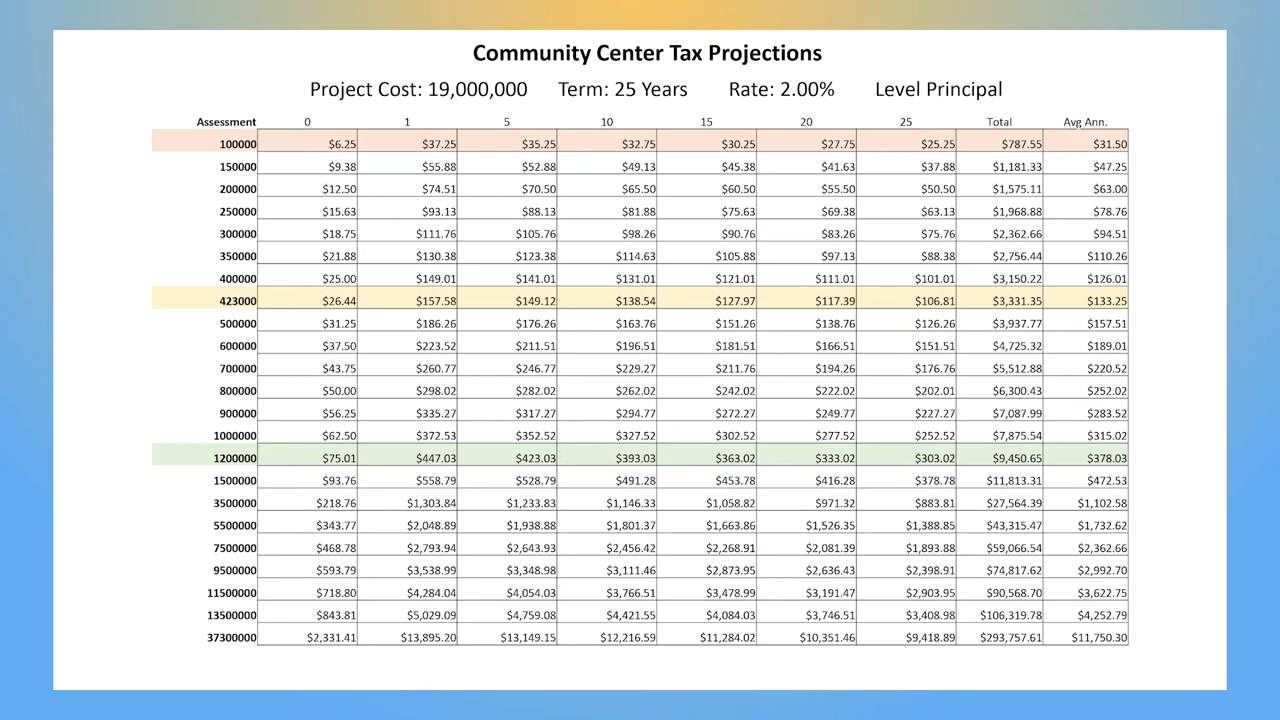 Community Center Tax Projections
Project Cost: 19,000,000 Term: 25 Years Rate: 2.00% Level Principal
Assessment 0 1 5 10 15 20 25 Total Avg Ann.
100000 $6.25 $37.25 $35.25 $32.75 $30.25 $27.75 $25.25 $787.55 $31.50
150000 $9.38 $55.88 $52.88 $49.13 $45.38 $41.63 $37.88 $1,181.33 $47.25
200000 $12.50 $74.51 $70.50 $65.50 $60.50 $55.50 $50.50 $1,575.11 $63.00
250000 $15.63 $93.13 $88.13 $81.88 $75.63 $69.38 $63.13 $1,968.88 $78.76
300000 $18.75 $111.76 $105.76 $98.26 $90.76 $83.26 $75.76 $2,362.66 $94.51
350000 $21.88 $130.38 $123.38 $114.63 $105.88 $97.13 $88.38 $2,756.44 $110.26
400000 $25.00 $149.01 $141.01 $131.01 $121.01 $111.01 $101.01 $3,150.22 $126.01
423000 $26.44 $157.58 $149.12 $138.54 $127.97 $117.39 $106.81 $3,331.35 $133.25
500000 $31.25 $186.26 $176.26 $163.76 $151.26 $138.76 $126.26 $3,937.77 $157.51
600000 $37.50 $223.52 $211.51 $196.51 $181.51 $166.51 $151.51 $4,725.32 $189.01
700000 $43.75 $260.77 $246.77 $229.27 $211.76 $194.26 $176.76 $5,512.88 $220.52
800000 $50.00 $298.02 $282.02 $262.02 $242.02 $222.02 $202.01 $6,300.43 $252.02
900000 $56.25 $335.27 $317.27 $294.77 $272.27 $249.77 $227.27 $7,087.99 $283.52
1000000 $62.50 $372.53 $352.52 $327.52 $302.52 $277.52 $252.52 $7,875.54 $315.02
1200000 $75.01 $447.03 $423.03 $393.03 $363.02 $333.02 $303.02 $9,450.65 $378.03
1500000 $93.76 $558.79 $528.79 $491.28 $453.78 $416.28 $378.78 $11,813.31 $472.53
3500000 $218.76 $1,303.84 $1,233.83 $1,146.33 $1,058.82 $971.32 $883.81 $27,564.39 $1,102.58
5500000 $343.77 $2,048.89 $1,938.88 $1,801.37 $1,663.86 $1,526.35 $1,388.85 $43,315.47 $1,732.62
7500000 $468.78 $2,793.94 $2,643.93 $2,456.42 $2,268.91 $2,081.39 $1,893.88 $59,066.54 $2,362.66
9500000 $593.79 $3,538.99 $3,348.98 $3,111.46 $2,873.95 $2,636.43 $2,398.91 $74,817.62 $2,992.70
11500000 $718.80 $4,284.04 $4,054.03 $3,766.51 $3,478.99 $3,191.47 $2,903.95 $90,568.70 $3,622.75
13500000 $843.81 $5,029.09 $4,759.08 $4,421.55 $4,084.03 $3,746.51 $3,408.98 $106,319.78 $4,252.79
37300000 $2,331.41 $13,895.20 $13,149.15 $12,216.59 $11,284.02 $10,351.46 $9,418.89 $293,757.61 $11,750.30